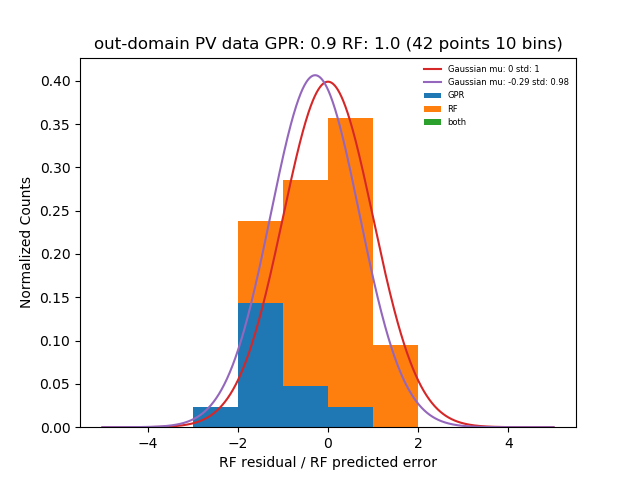 out-domain PV data GPR: 0.9 RF: 1.0 (42 points 10 bins)
Gaussian mu: 0 std: 1
Gaussian mu: -0.29 std: 0.98
GPR
RF
both
Normalized Counts
0.40
0.35
0.30
0.25
0.20
0.15
0.10
0.05
0.00
−4 −2 0 2 4
RF residual / RF predicted error